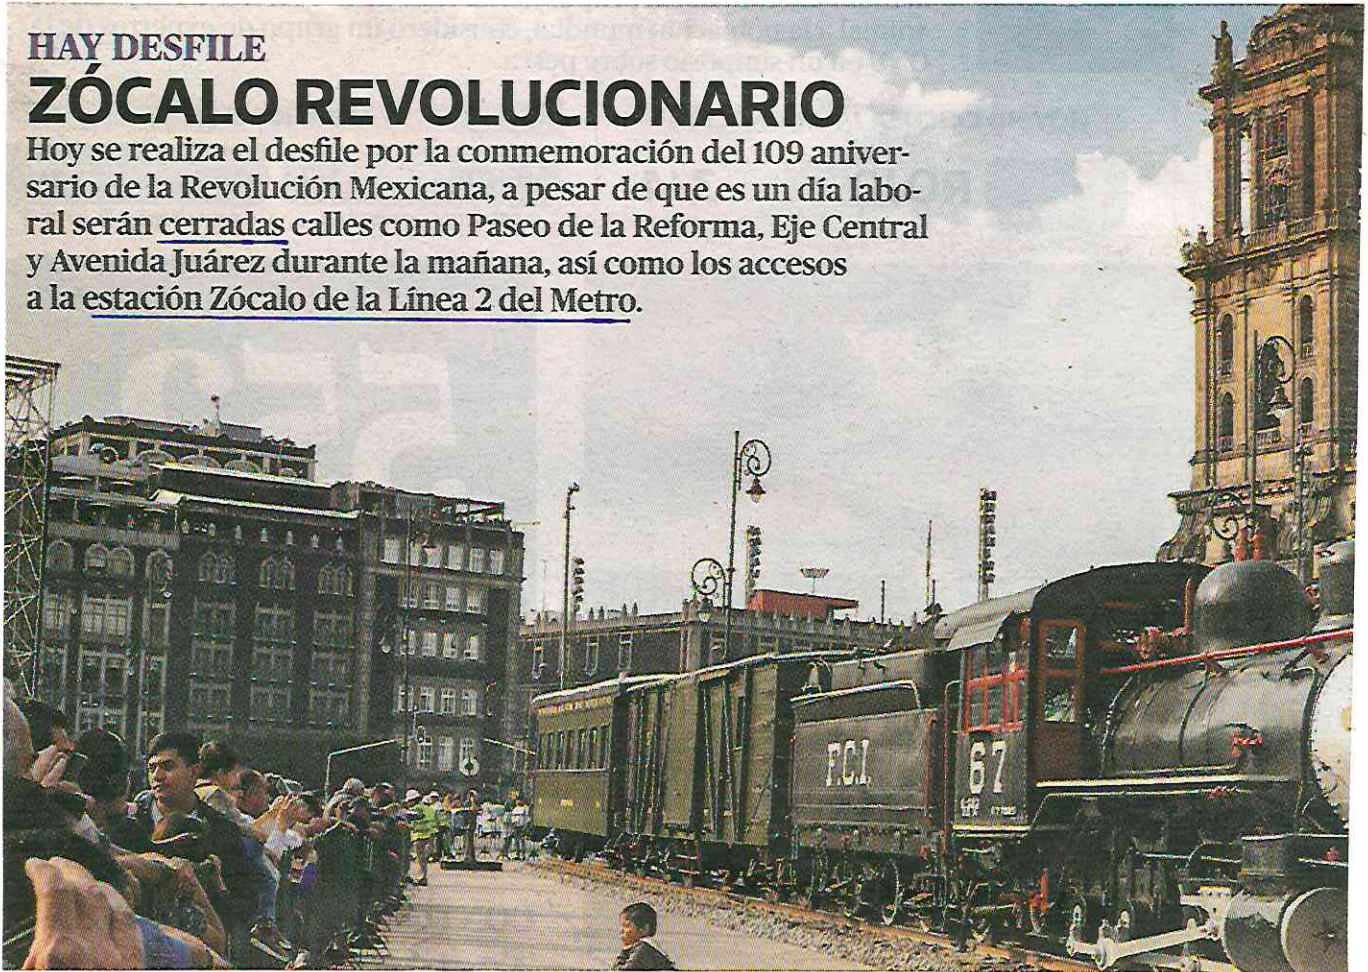 HAY DESFILE
ZÓCALO REVOLUCIONARIO
Hoy se realiza el desfile por la conmemoración del 109 aniver-
sario de la Revolución Mexicana, a pesar de que es un día labo-
ral serán cerradas calles como Paseo de la Reforma, Eje Central
y Avenida Juárez durante la mañana, así como los accesos
a la estación Zócalo de la Línea 2 del Metro.
F.C.I.
67